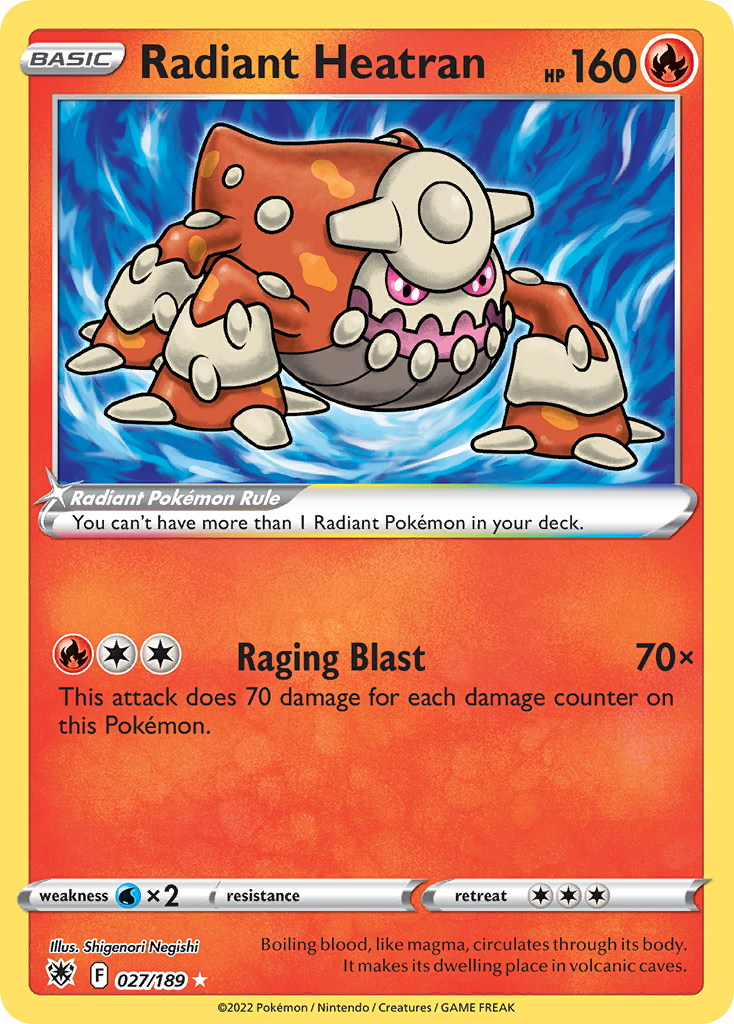 BASIC Radiant Heatran HP 160
Radiant Pokémon Rule
You can't have more than 1 Radiant Pokémon in your deck.
Raging Blast 70×
This attack does 70 damage for each damage counter on
this Pokémon.
weakness ×2 resistance retreat
Illus. Shigenori Negishi
Boiling blood, like magma, circulates through its body.
It makes its dwelling place in volcanic caves.
F 027/189
©2022 Pokémon / Nintendo / Creatures / GAME FREAK